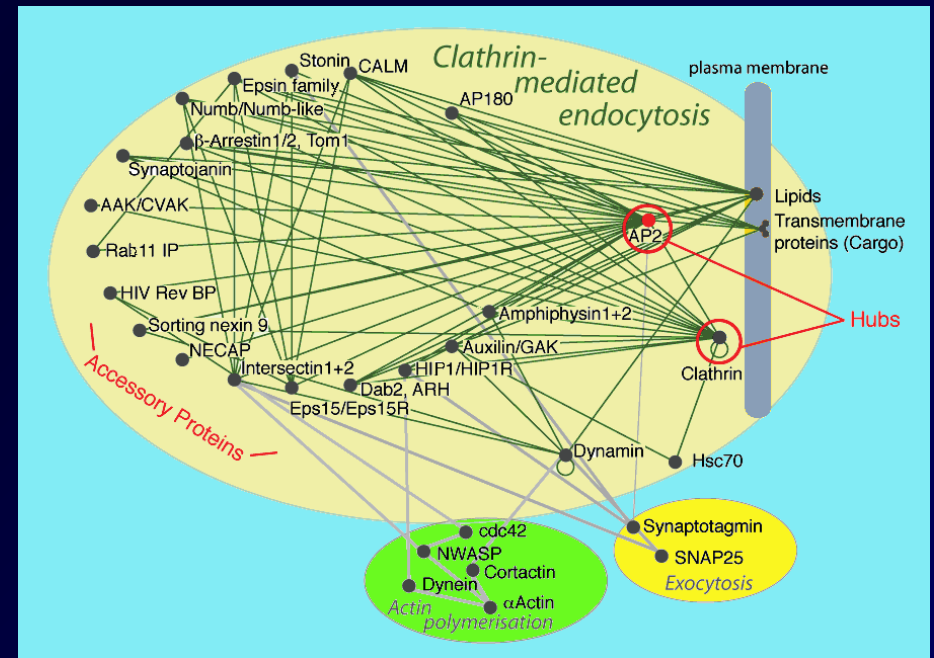 Clathrin-
mediated
endocytosis
plasma membrane
Stonin
CALM
Epsin family
AP180
Numb/Numb-like
β-Arrestin1/2, Tom1
Synaptojanin
AAK/CVAK
Lipids
Transmembrane
proteins (Cargo)
AP2
Rab11 IP
HIV Rev BP
Amphiphysin1+2
Hubs
Sorting nexin 9
NECAP
Auxilin/GAK
Intersectin1+2
HIP1/HIP1R
Clathrin
Dab2, ARH
Eps15/Eps15R
Accessory Proteins
Dynamin
Hsc70
cdc42
NWASP
Cortactin
Dynein
αActin
Actin
polymerisation
Synaptotagmin
SNAP25
Exocytosis